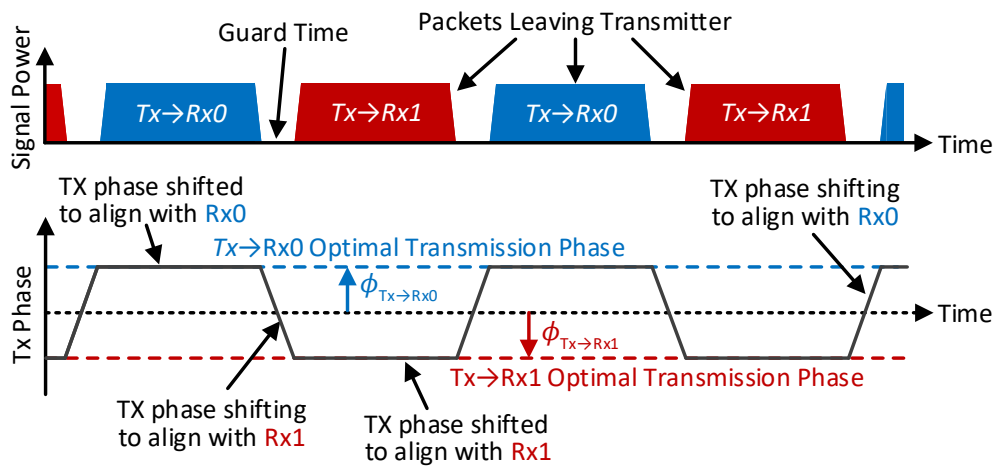 Packets Leaving Transmitter
Guard Time
Signal Power
Tx→Rx0
Tx→Rx1
Tx→Rx0
Tx→Rx1
Time
TX phase shifted
to align with Rx0
TX phase shifting
to align with Rx0
Tx→Rx0 Optimal Transmission Phase
Tx Phase
ϕTx→Rx0
Time
ϕTx→Rx1
Tx→Rx1 Optimal Transmission Phase
TX phase shifting
to align with Rx1
TX phase shifted
to align with Rx1